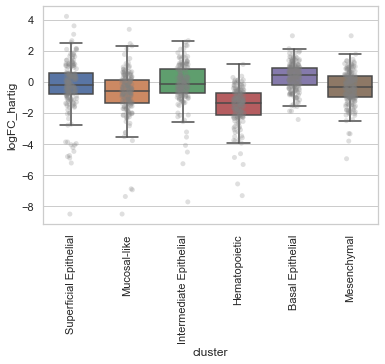 4
2
0
−2
−4
−6
−8
logFC_hartig
Superficial Epithelial
Mucosal-like
Intermediate Epithelial
Hematopoietic
Basal Epithelial
Mesenchymal
cluster